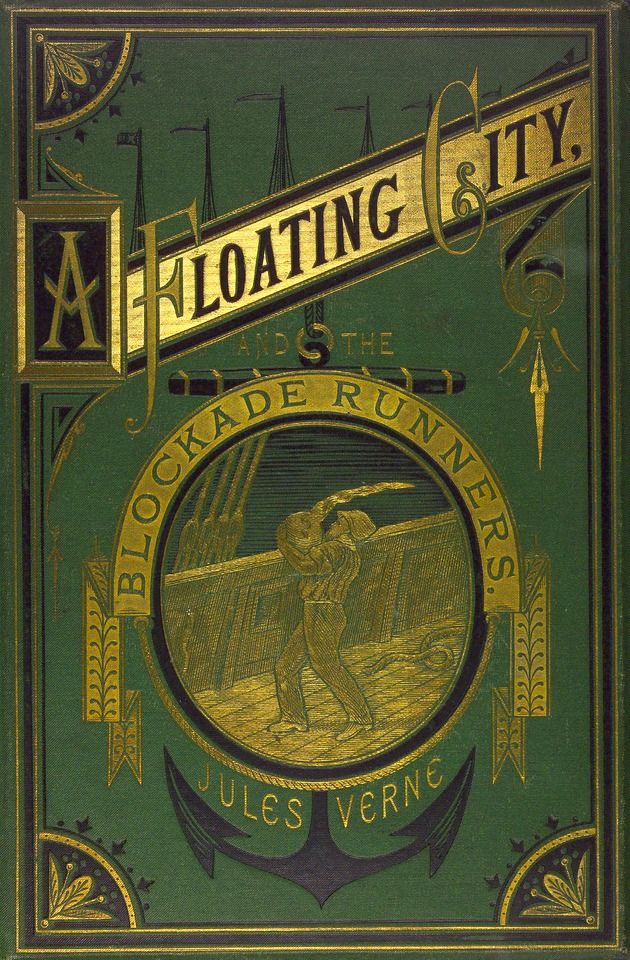 A FLOATING CITY,
AND THE
BLOCKADE RUNNERS.
JULES VERNE